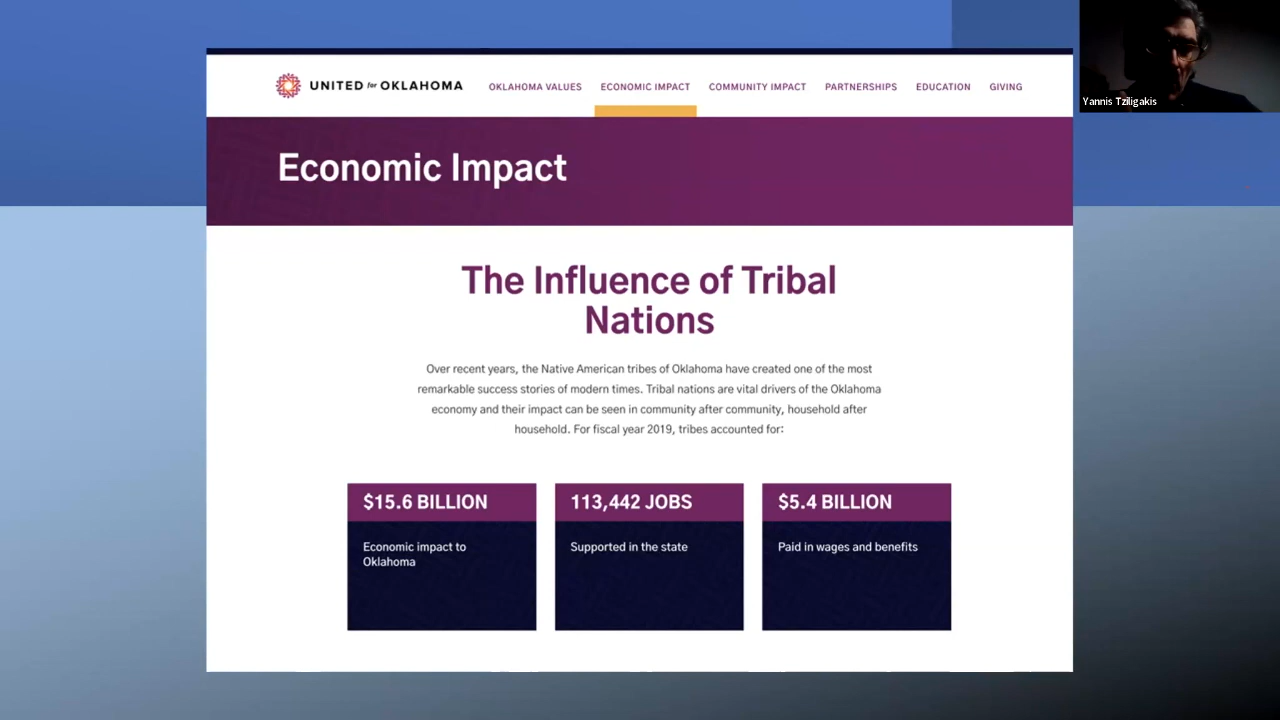 UNITED for OKLAHOMA
OKLAHOMA VALUES
ECONOMIC IMPACT
COMMUNITY IMPACT
PARTNERSHIPS
EDUCATION
GIVING
Yannis Tziligakis
Economic Impact
The Influence of Tribal
Nations
Over recent years, the Native American tribes of Oklahoma have created one of the most
remarkable success stories of modern times. Tribal nations are vital drivers of the Oklahoma
economy and their impact can be seen in community after community, household after
household. For fiscal year 2019, tribes accounted for:
$15.6 BILLION
Economic impact to
Oklahoma
113,442 JOBS
Supported in the state
$5.4 BILLION
Paid in wages and benefits